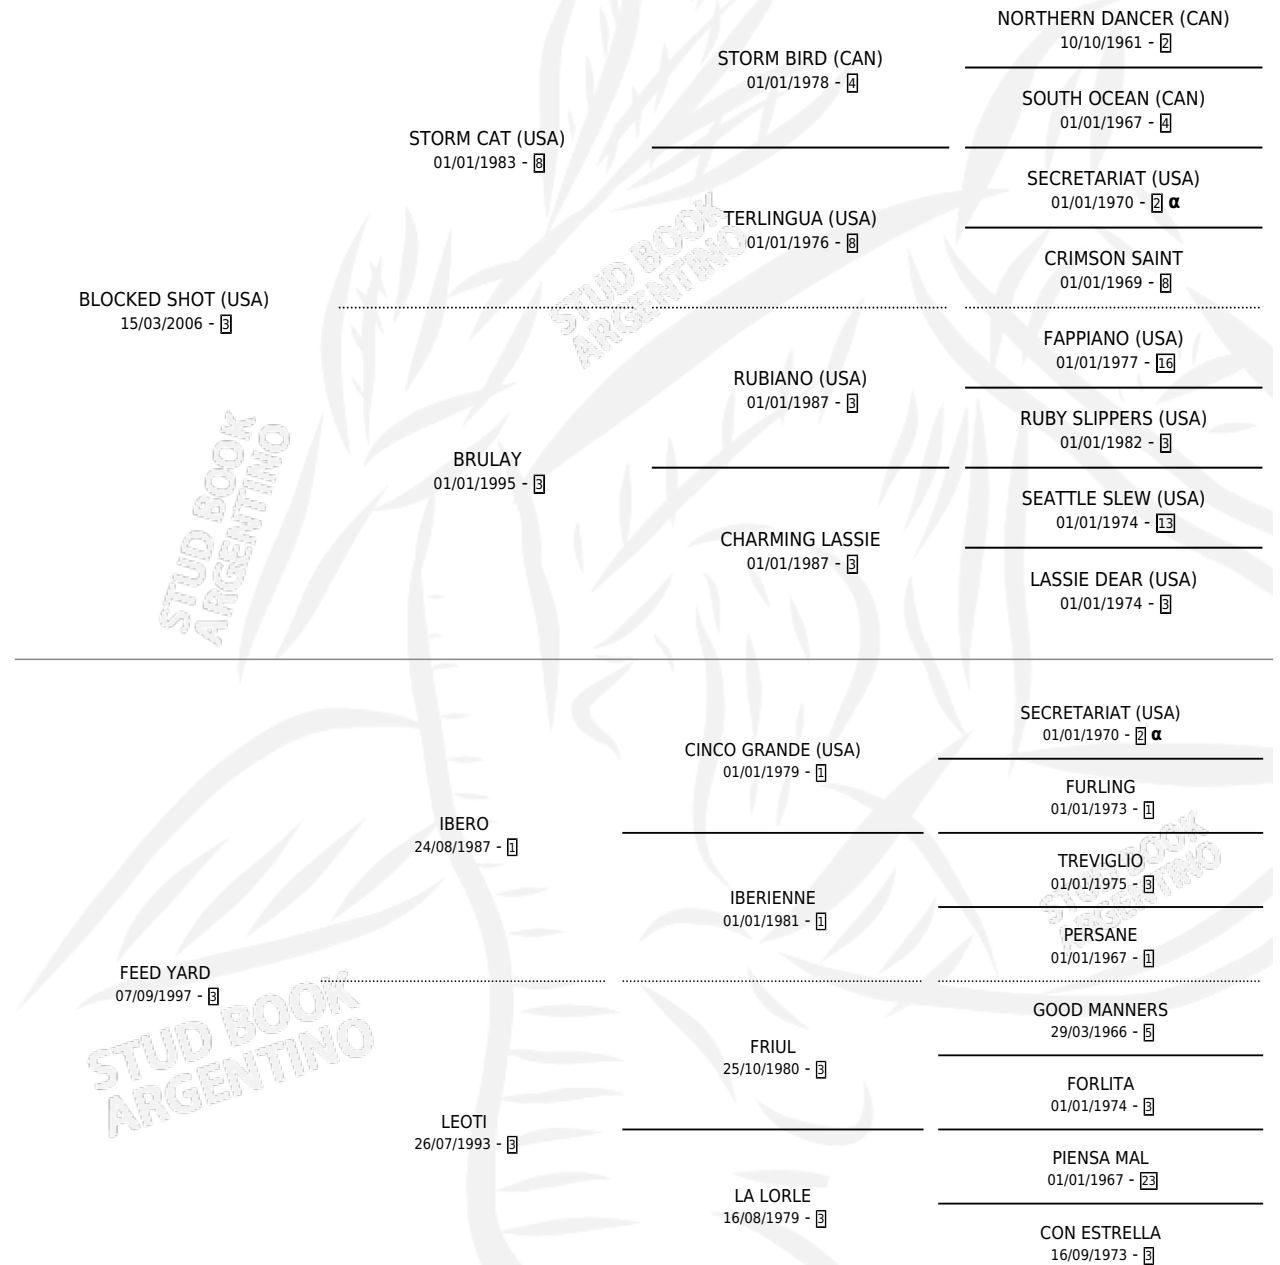 NORTHERN DANCER (CAN)
10/10/1961 - 2
STORM BIRD (CAN)
01/01/1978 - 4
SOUTH OCEAN (CAN)
01/01/1967 - 4
STORM CAT (USA)
01/01/1983 - 8
SECRETARIAT (USA)
01/01/1970 - 2 α
TERLINGUA (USA)
01/01/1976 - 8
CRIMSON SAINT
01/01/1969 - 8
BLOCKED SHOT (USA)
15/03/2006 - 3
FAPPIANO (USA)
01/01/1977 - 16
RUBIANO (USA)
01/01/1987 - 3
RUBY SLIPPERS (USA)
01/01/1982 - 3
BRULAY
01/01/1995 - 3
SEATTLE SLEW (USA)
01/01/1974 - 13
CHARMING LASSIE
01/01/1987 - 3
LASSIE DEAR (USA)
01/01/1974 - 3
SECRETARIAT (USA)
01/01/1970 - 2 α
CINCO GRANDE (USA)
01/01/1979 - 1
FURLING
01/01/1973 - 1
IBERO
24/08/1987 - 1
TREVIGLIO
01/01/1975 - 3
IBERIENNE
01/01/1981 - 1
PERSANE
01/01/1967 - 1
FEED YARD
07/09/1997 - 3
GOOD MANNERS
29/03/1966 - 5
FRIUL
25/10/1980 - 3
FORLITA
01/01/1974 - 3
LEOTI
26/07/1993 - 3
PIENSA MAL
01/01/1967 - 23
LA LORLE
16/08/1979 - 3
CON ESTRELLA
16/09/1973 - 3
STUD BOOK
ARGENTINO
STUD BOOK
ARGENTINO
STUD BOOK
ARGENTINO
STUD BOOK
ARGENTINO